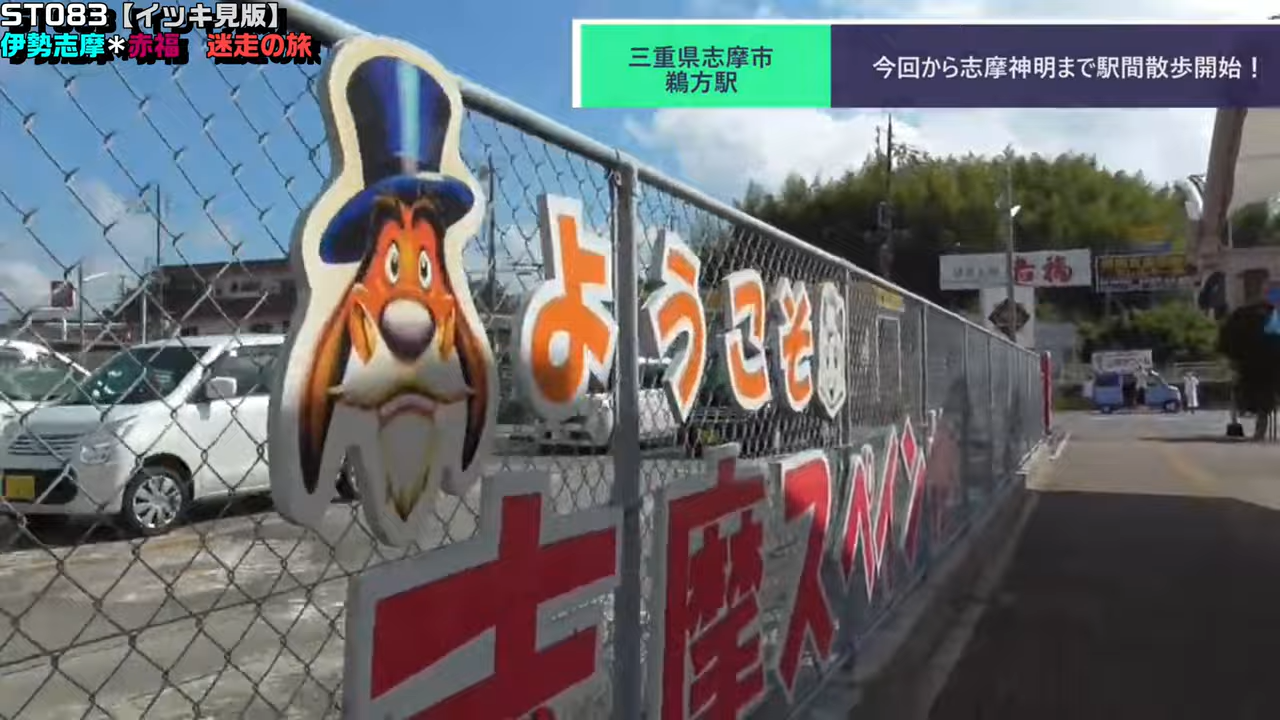 ST083【イッキ見版】
伊勢志摩＊赤福　迷走の旅
三重県志摩市
鵜方駅
今回から志摩神明まで駅間散歩開始！
ようこそ
志摩スペイン
赤福